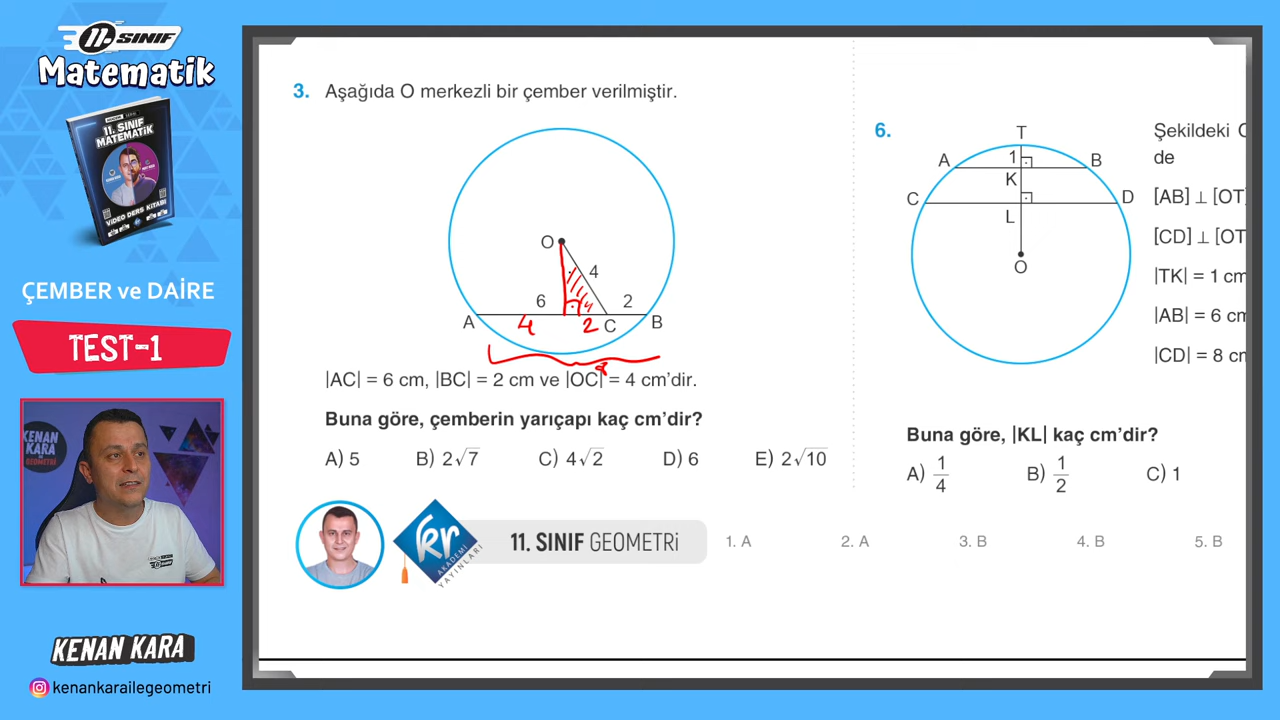 11.SINIF
Matematik
11. SINIF
MATEMATİK
VİDEO DERS KİTABI
ÇEMBER ve DAİRE
TEST-1
KENAN
KARA
GEOMETRİ
KENAN KARA
kenankarailegeometri
3. Aşağıda O merkezli bir çember verilmiştir.
O
4
6
2
A
4
2
C
B
8
|AC| = 6 cm, |BC| = 2 cm ve |OC| = 4 cm'dir.
Buna göre, çemberin yarıçapı kaç cm'dir?
A) 5 B) 2√7 C) 4√2 D) 6 E) 2√10
6.
T
A
1
B
K
C
D
L
O
Şekildeki
de
[AB] ⊥ [OT]
[CD] ⊥ [OT
|TK| = 1 cm
|AB| = 6 cm
|CD| = 8 cm
Buna göre, |KL| kaç cm'dir?
A) 1/4 B) 1/2 C) 1
kr
AKADEMİ
YAYINLARI
11. SINIF GEOMETRİ
1. A 2. A 3. B 4. B 5. B